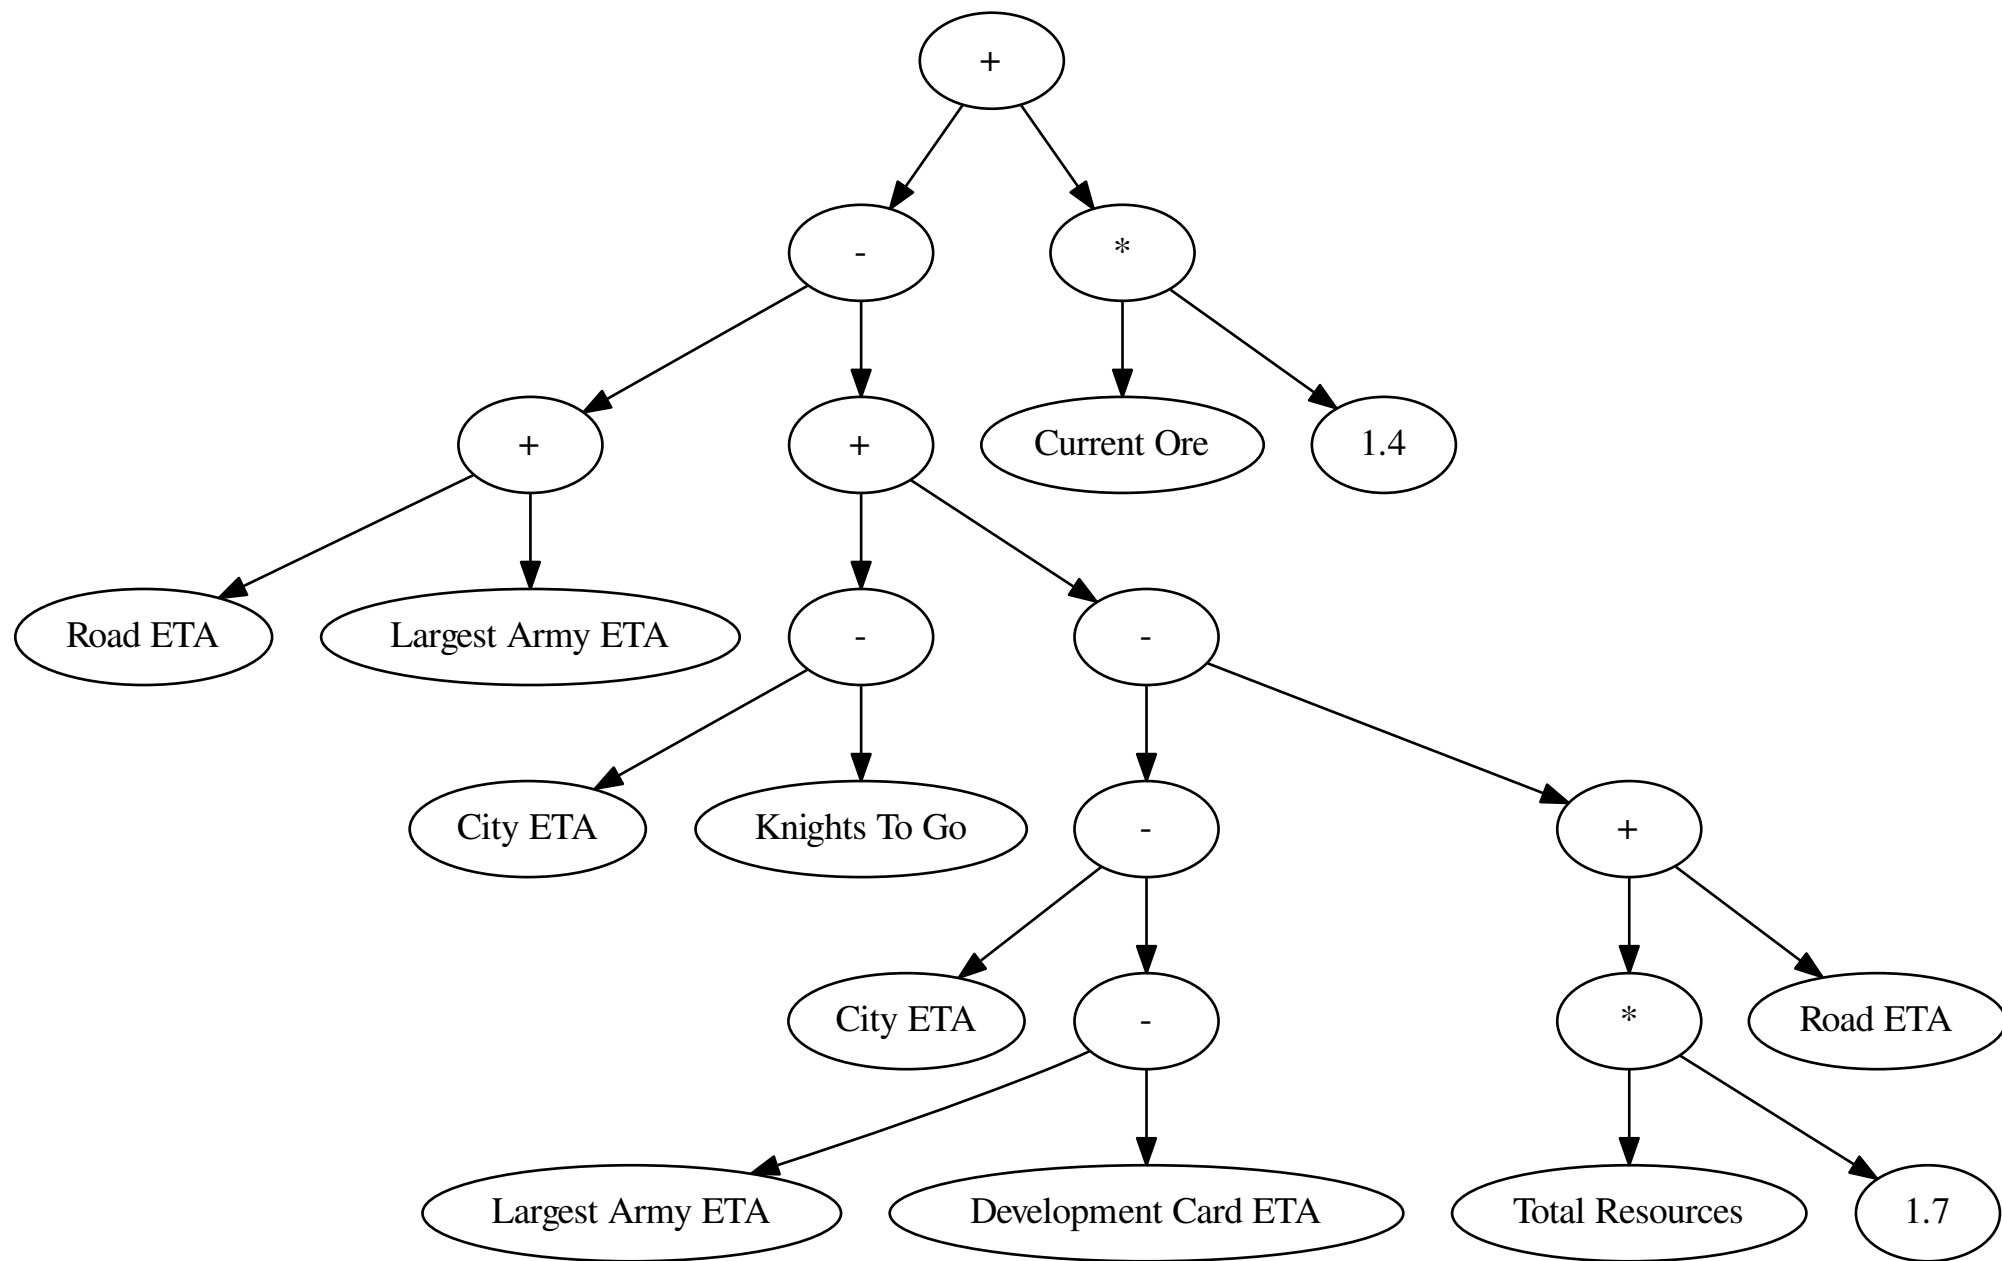 +
-
*
+
+
Current Ore
1.4
Road ETA
Largest Army ETA
-
-
City ETA
Knights To Go
-
+
City ETA
-
*
Road ETA
Largest Army ETA
Development Card ETA
Total Resources
1.7